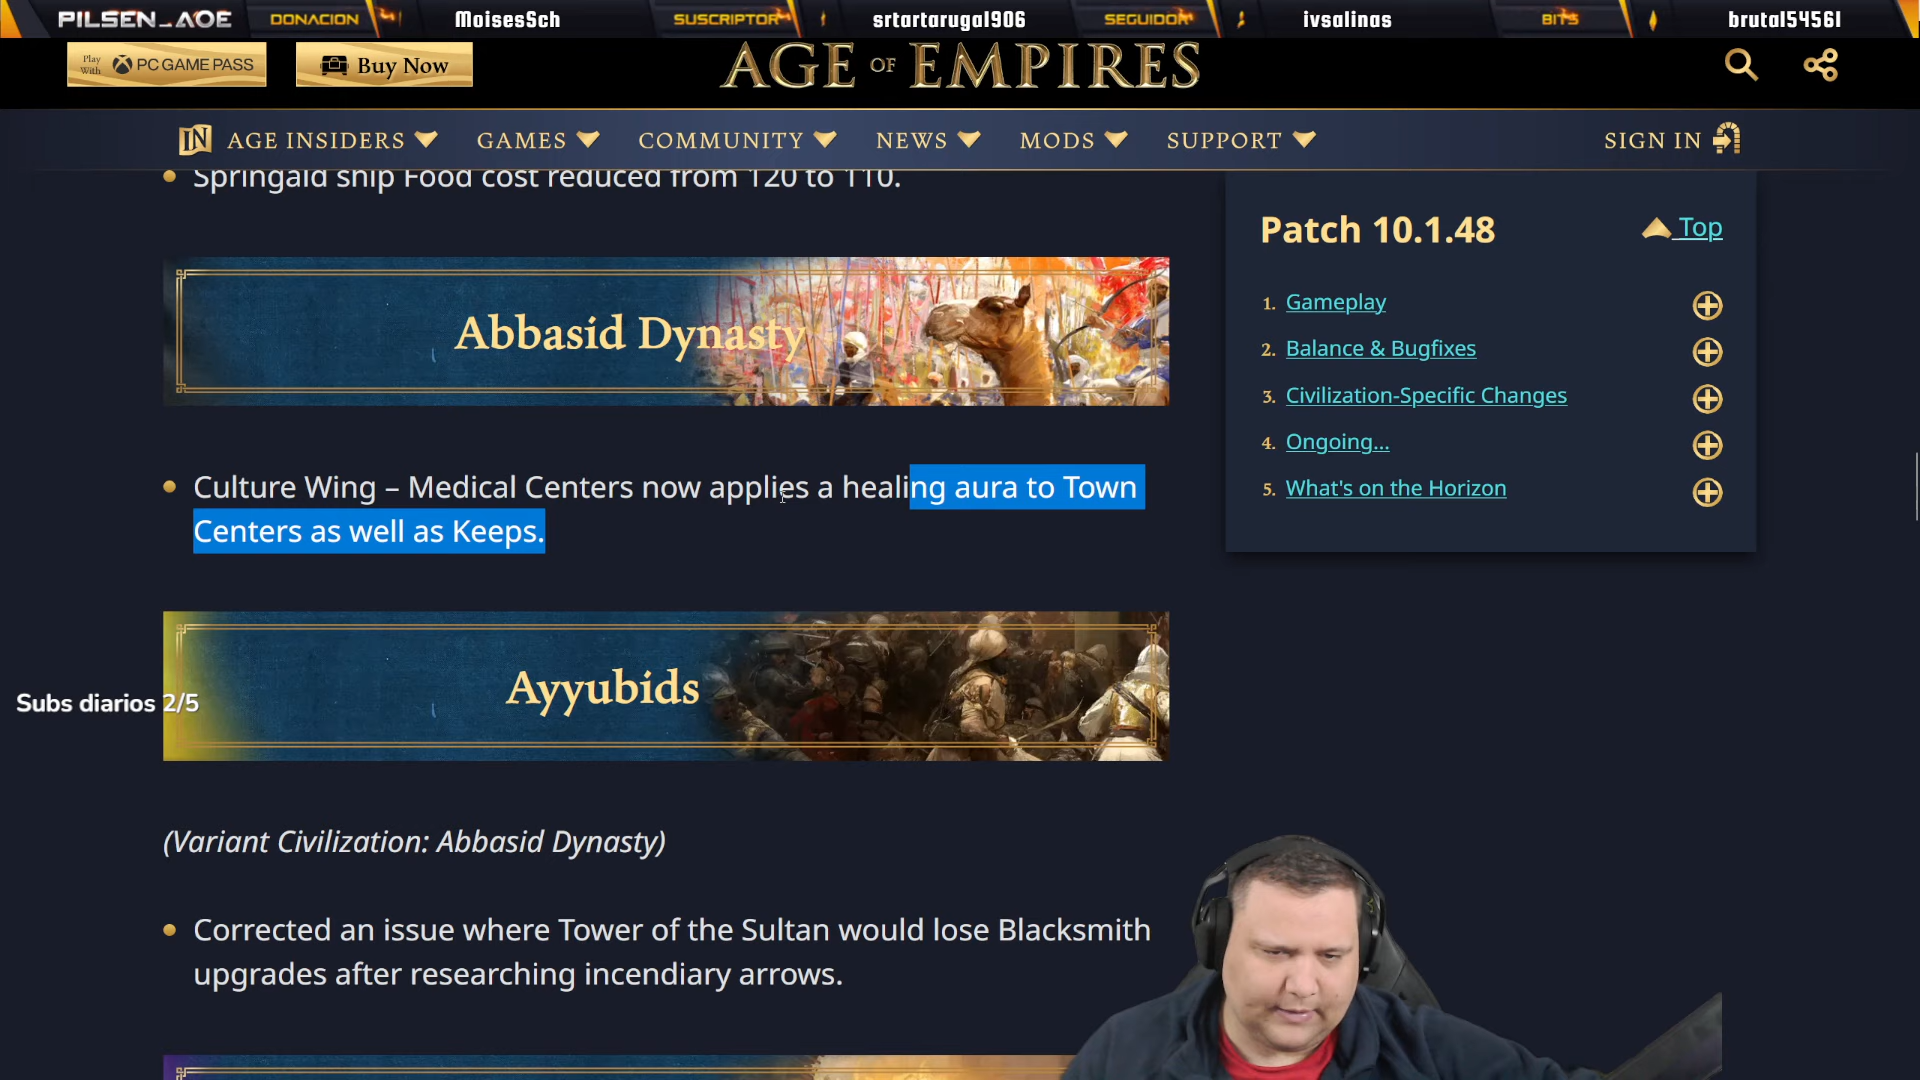 PILSEN_AOE DONACION MoisesSch SUSCRIPTOR srtartaruga1906 SEGUIDOR ivsalinas BITS brutal54561
Play With PC GAME PASS
Buy Now
AGE OF EMPIRES
IN AGE INSIDERS GAMES COMMUNITY NEWS MODS SUPPORT SIGN IN
Springald ship Food cost reduced from 120 to 110.
Abbasid Dynasty
Culture Wing – Medical Centers now applies a healing aura to Town
Centers as well as Keeps.
Ayyubids
(Variant Civilization: Abbasid Dynasty)
Corrected an issue where Tower of the Sultan would lose Blacksmith
upgrades after researching incendiary arrows.
Patch 10.1.48 Top
1. Gameplay
2. Balance & Bugfixes
3. Civilization-Specific Changes
4. Ongoing...
5. What's on the Horizon
Subs diarios 2/5